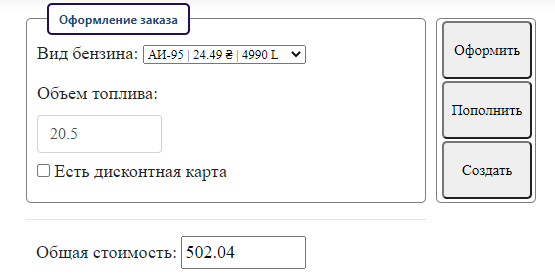 Оформление заказа
Вид бензина: АИ-95 | 24.49 ₴ | 4990 L
Объем топлива:
20.5
Есть дисконтная карта
Оформить
Пополнить
Создать
Общая стоимость: 502.04